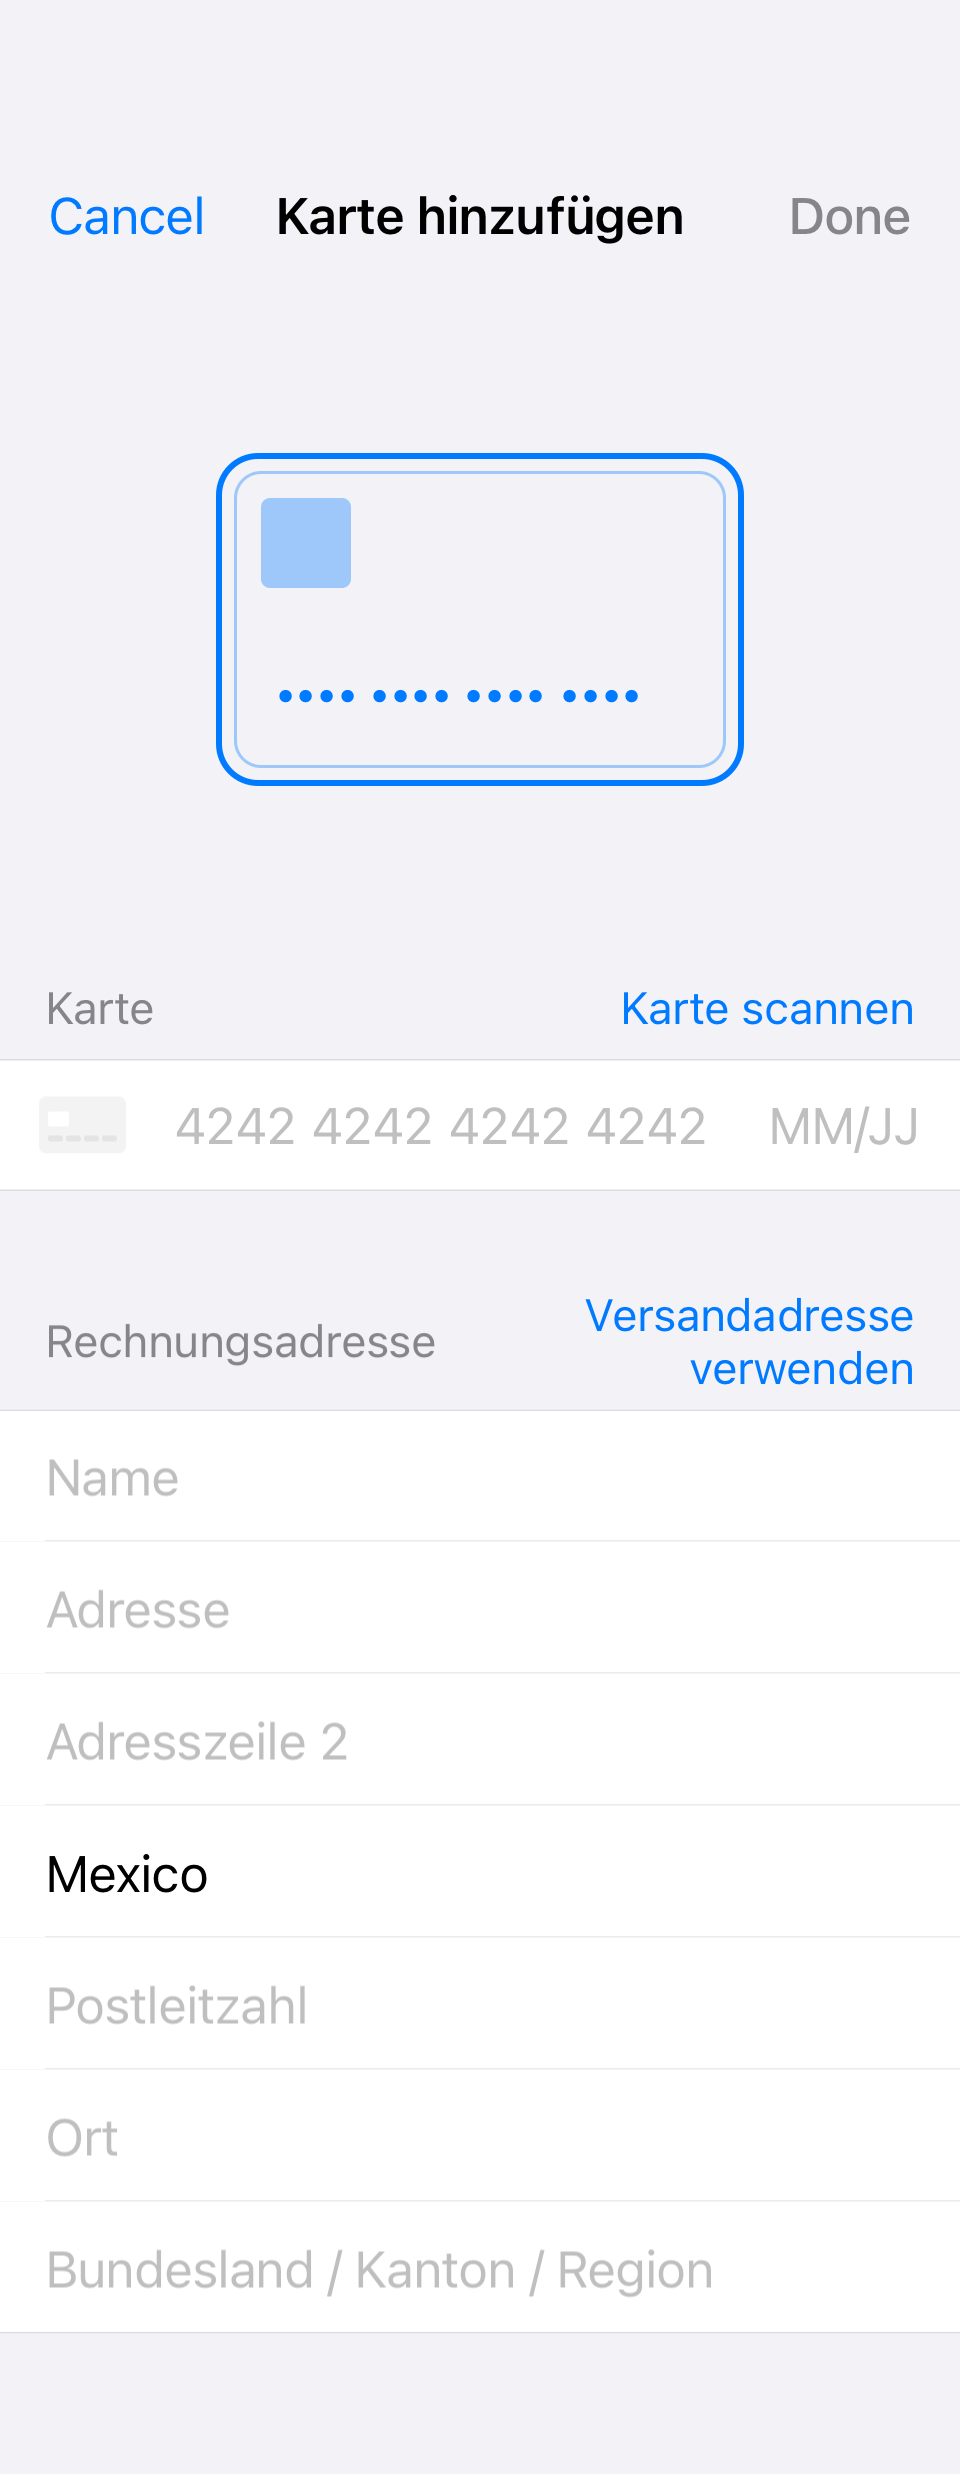 Cancel Karte hinzufügen Done
•••• •••• •••• ••••
Karte Karte scannen
4242 4242 4242 4242 MM/JJ
Rechnungsadresse Versandadresse
verwenden
Name
Adresse
Adresszeile 2
Mexico
Postleitzahl
Ort
Bundesland / Kanton / Region